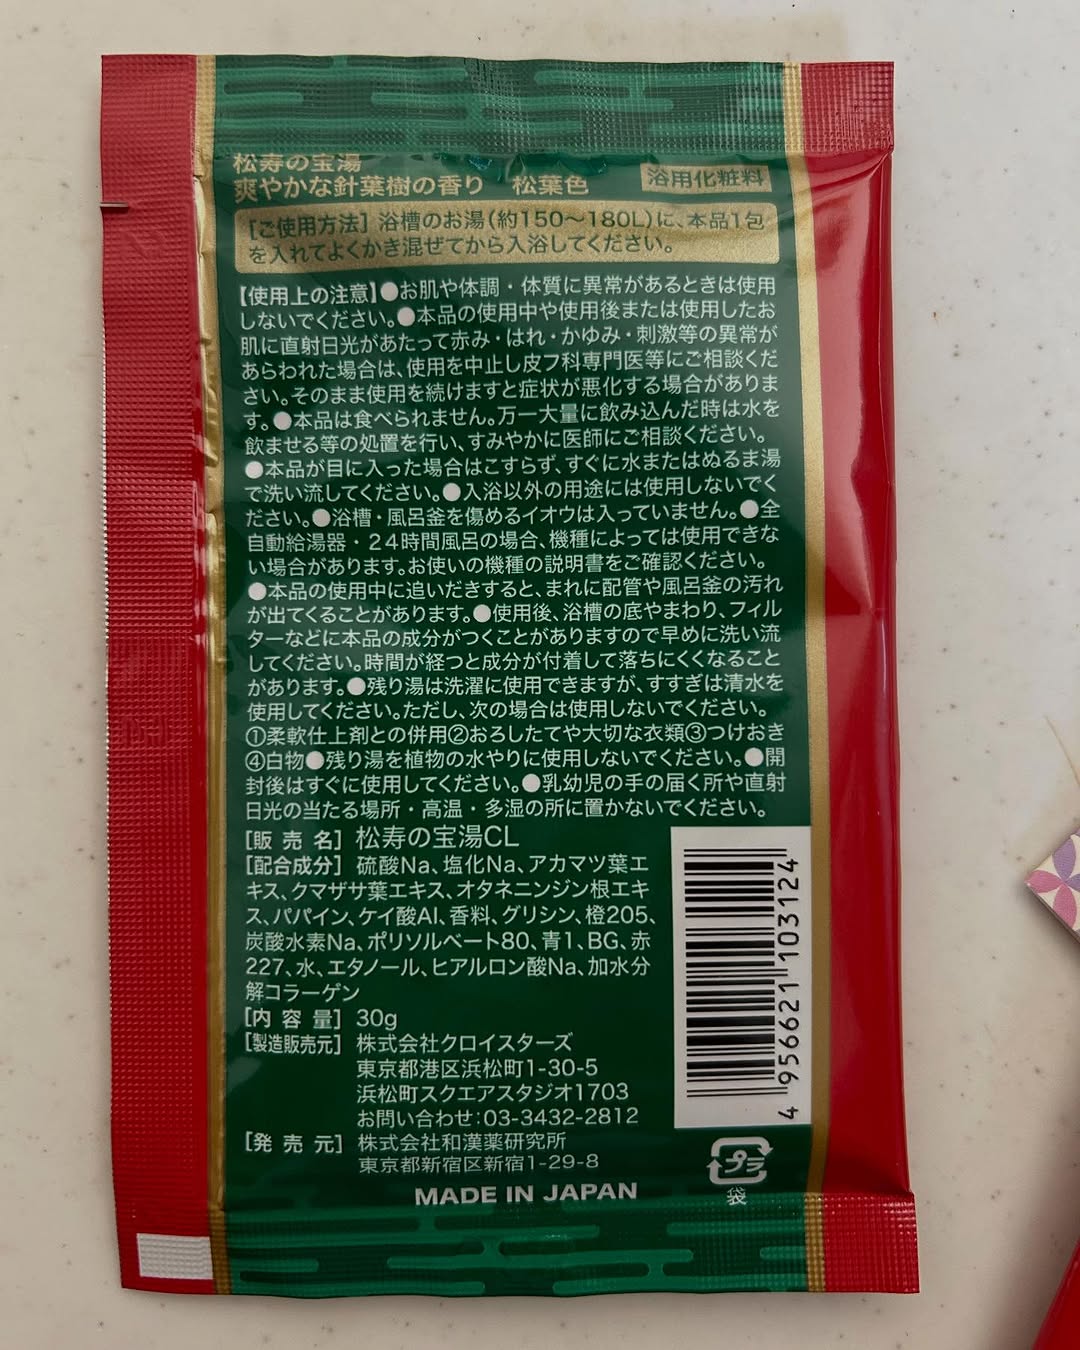 松寿の宝湯
爽やかな針葉樹の香り　松葉色
浴用化粧料
［ご使用方法］浴槽のお湯(約150〜180L)に、本品1包
を入れてよくかき混ぜてから入浴してください。
【使用上の注意】●お肌や体調・体質に異常があるときは使用
しないでください。●本品の使用中や使用後または使用したお
肌に直射日光があたって赤み・はれ・かゆみ・刺激等の異常が
あらわれた場合は、使用を中止し皮フ科専門医等にご相談くだ
さい。そのまま使用を続けますと症状が悪化する場合がありま
す。●本品は食べられません。万一大量に飲み込んだ時は水を
飲ませる等の処置を行い、すみやかに医師にご相談ください。
●本品が目に入った場合はこすらず、すぐに水またはぬるま湯
で洗い流してください。●入浴以外の用途には使用しないでく
ださい。●浴槽・風呂釜を傷めるイオウは入っていません。●全
自動給湯器・24時間風呂の場合、機種によっては使用できな
い場合があります。お使いの機種の説明書をご確認ください。
●本品の使用中に追いだきすると、まれに配管や風呂釜の汚れ
が出てくることがあります。●使用後、浴槽の底やまわり、フィル
ターなどに本品の成分がつくことがありますので早めに洗い流
してください。時間が経つと成分が付着して落ちにくくなること
があります。●残り湯は洗濯に使用できますが、すすぎは清水を
使用してください。ただし、次の場合は使用しないでください。
①柔軟仕上剤との併用②おろしたてや大切な衣類③つけおき
④白物●残り湯を植物の水やりに使用しないでください。●開
封後はすぐに使用してください。●乳幼児の手の届く所や直射
日光の当たる場所・高温・多湿の所に置かないでください。
［販売名］松寿の宝湯CL
［配合成分］硫酸Na、塩化Na、アカマツ葉エ
キス、クマザサ葉エキス、オタネニンジン根エキ
ス、パパイン、ケイ酸Al、香料、グリシン、橙205、
炭酸水素Na、ポリソルベート80、青1、BG、赤
227、水、エタノール、ヒアルロン酸Na、加水分
解コラーゲン
［内容量］30g
［製造販売元］株式会社クロイスターズ
東京都港区浜松町1-30-5
浜松町スクエアスタジオ1703
お問い合わせ:03-3432-2812
［発売元］株式会社和漢薬研究所
東京都新宿区新宿1-29-8
MADE IN JAPAN
4 956621 103124
プラ
袋